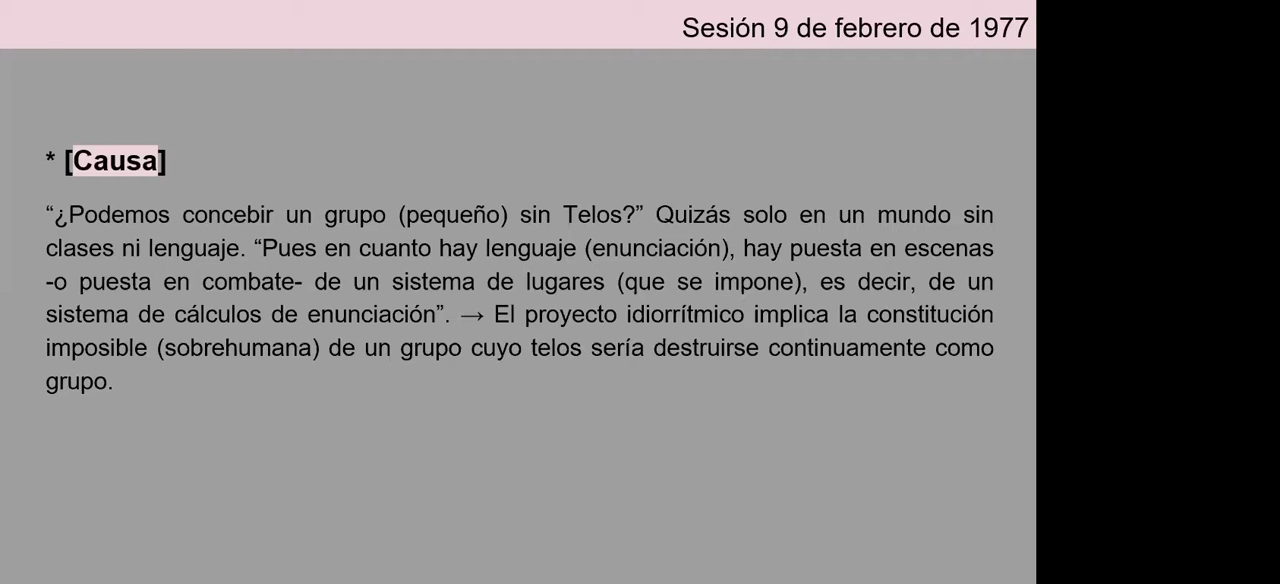 Sesión 9 de febrero de 1977
* [Causa]
“¿Podemos concebir un grupo (pequeño) sin Telos?” Quizás solo en un mundo sin
clases ni lenguaje. “Pues en cuanto hay lenguaje (enunciación), hay puesta en escenas
-o puesta en combate- de un sistema de lugares (que se impone), es decir, de un
sistema de cálculos de enunciación”. → El proyecto idiorrítmico implica la constitución
imposible (sobrehumana) de un grupo cuyo telos sería destruirse continuamente como
grupo.